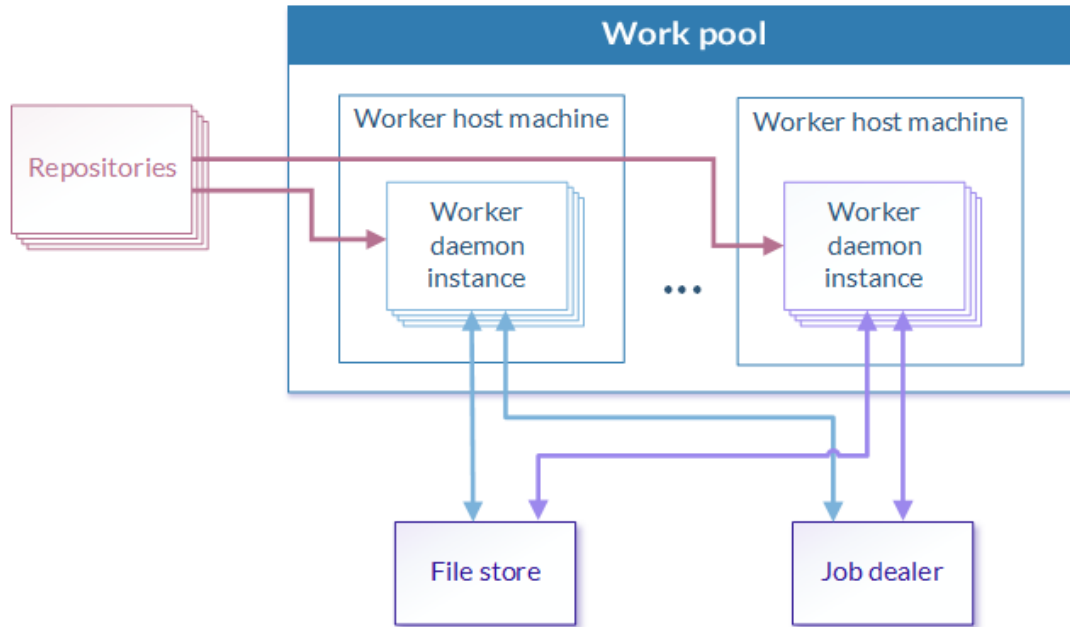 Work pool
Worker host machine
Worker host machine
Repositories
Worker
daemon
instance
...
Worker
daemon
instance
File store
Job dealer